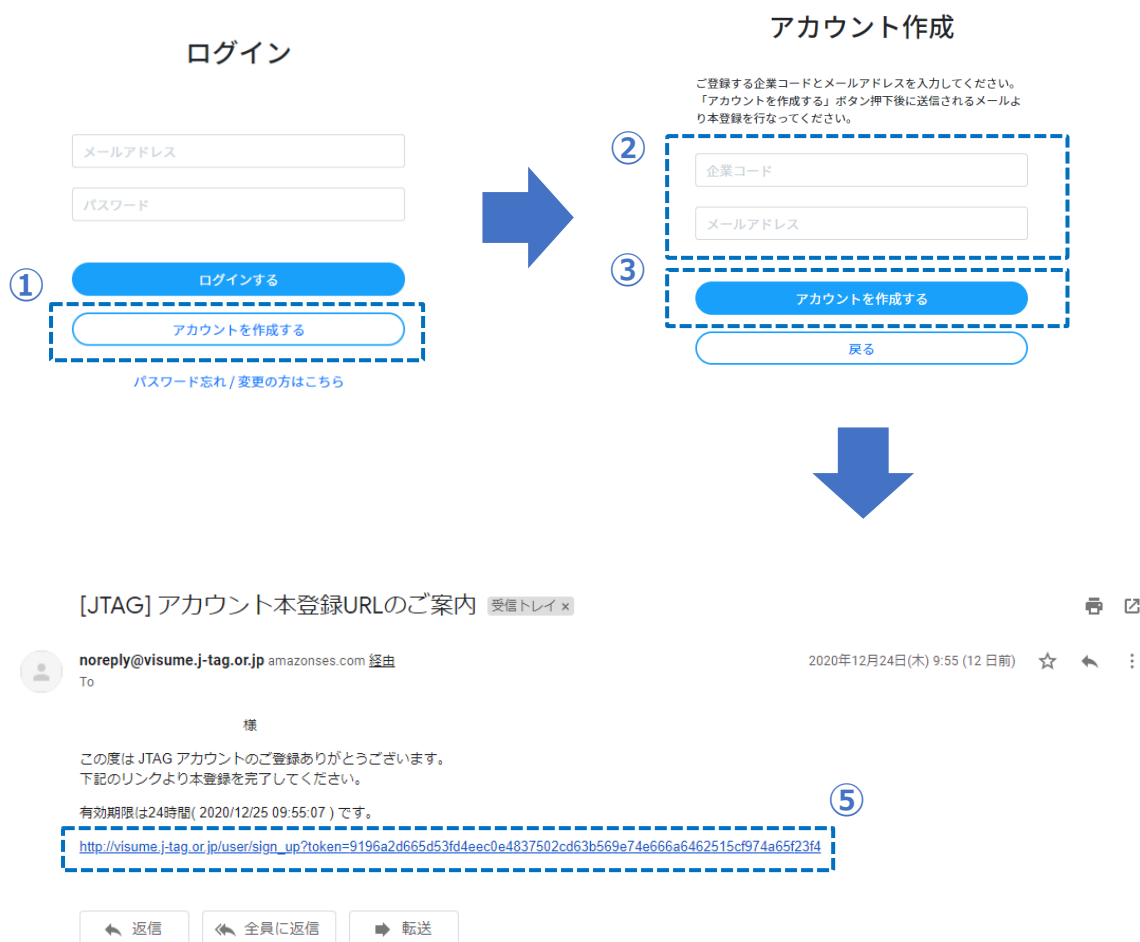 ログイン
メールアドレス
パスワード
①
ログインする
アカウントを作成する
パスワード忘れ / 変更の方はこちら
アカウント作成
ご登録する企業コードとメールアドレスを入力してください。
「アカウントを作成する」ボタン押下後に送信されるメールよ
り本登録を行なってください。
②
企業コード
メールアドレス
③
アカウントを作成する
戻る
[JTAG] アカウント本登録URLのご案内 受信トレイ ×
noreply@visume.j-tag.or.jp amazonses.com 経由
2020年12月24日(木) 9:55 (12 日前)
To
様
この度は JTAG アカウントのご登録ありがとうございます。
下記のリンクより本登録を完了してください。
有効期限は24時間( 2020/12/25 09:55:07 ) です。
⑤
http://visume.j-tag.or.jp/user/sign_up?token=9196a2d665d53fd4eec0e4837502cd63b569e74e666a6462515cf974a65f23f4
返信
全員に返信
転送